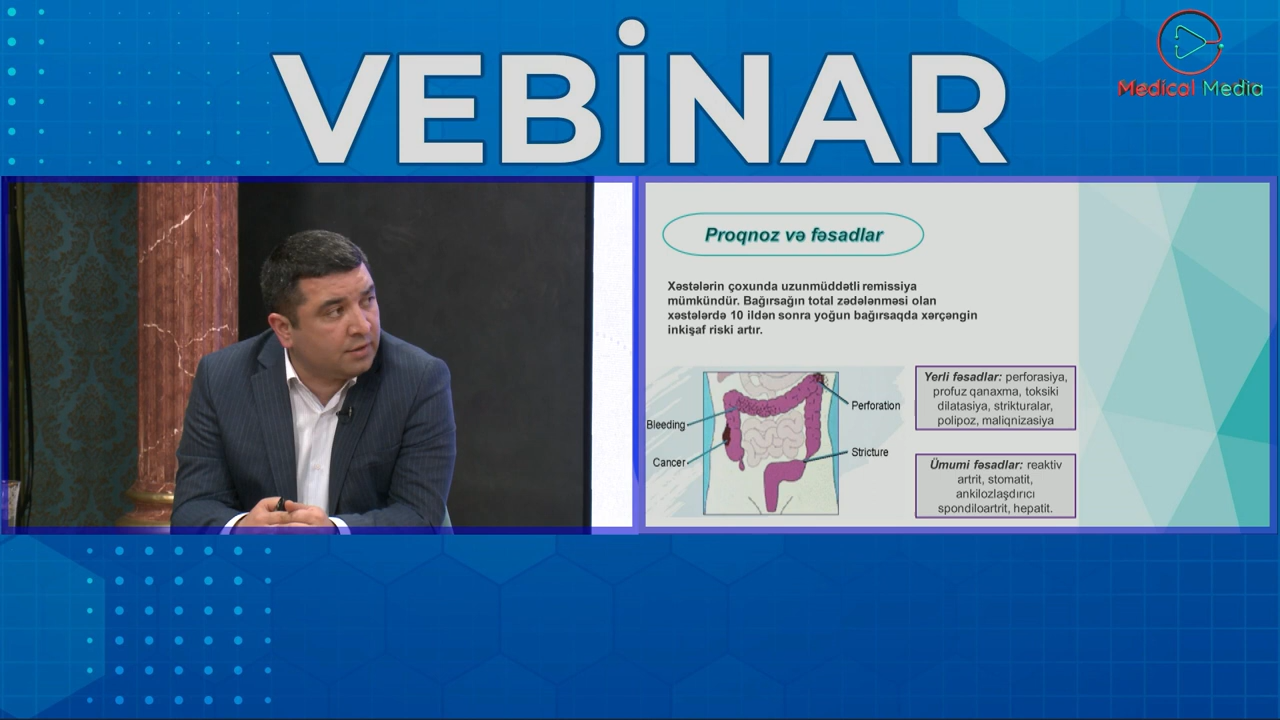 VEBİNAR
Medical Media
Proqnoz və fəsadlar
Xəstələrin çoxunda uzunmüddətli remissiya
mümkündür. Bağırsağın total zədələnməsi olan
xəstələrdə 10 ildən sonra yoğun bağırsaqda xərçəngin
inkişaf riski artır.
Bleeding
Cancer
Perforation
Stricture
Yerli fəsadlar: perforasiya,
profuz qanaxma, toksiki
dilatasiya, strikturalar,
polipoz, maliqnizasiya
Ümumi fəsadlar: reaktiv
artrit, stomatit,
ankilozlaşdırıcı
spondiloartrit, hepatit.